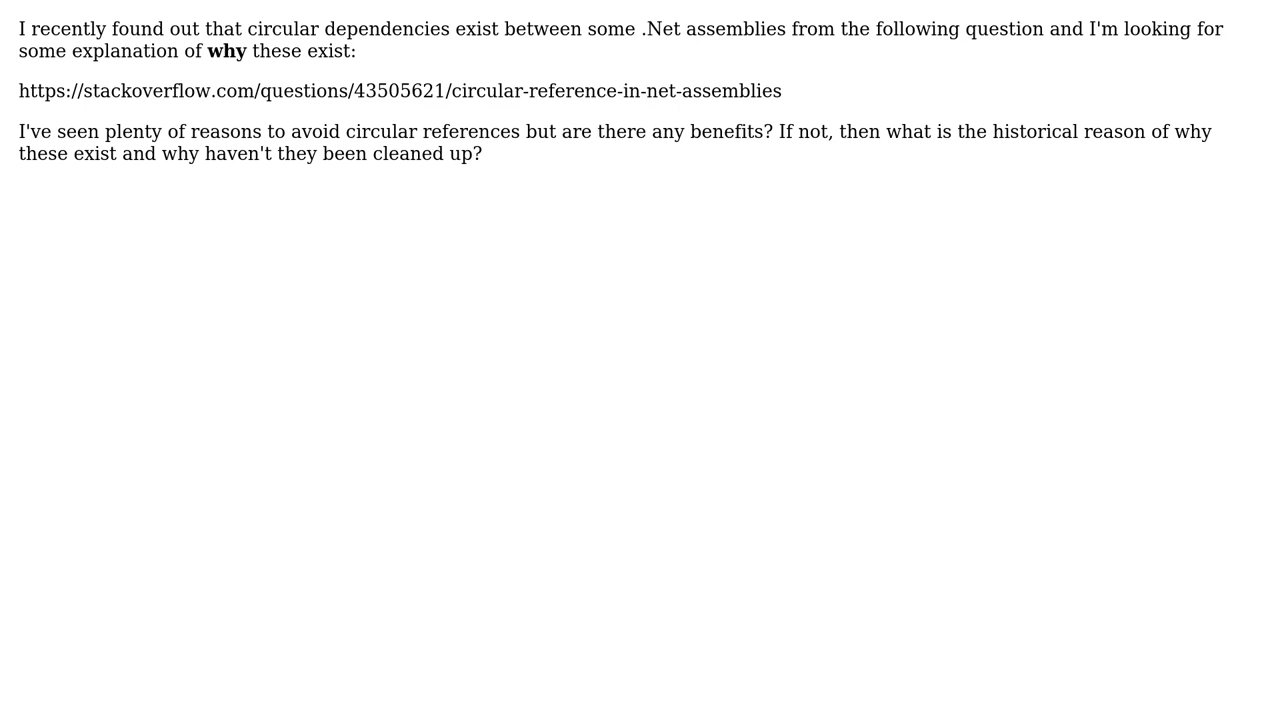 I recently found out that circular dependencies exist between some .Net assemblies from the following question and I'm looking for
some explanation of why these exist:
https://stackoverflow.com/questions/43505621/circular-reference-in-net-assemblies
I've seen plenty of reasons to avoid circular references but are there any benefits? If not, then what is the historical reason of why
these exist and why haven't they been cleaned up?